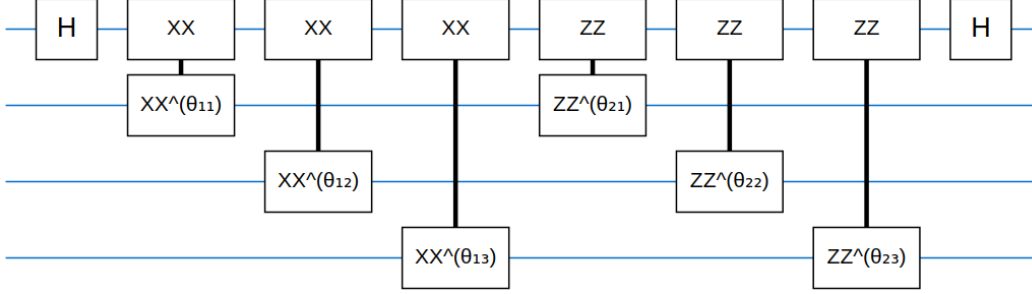 H XX XX XX ZZ ZZ ZZ H
XX^(θ₁₁) ZZ^(θ₂₁)
XX^(θ₁₂) ZZ^(θ₂₂)
XX^(θ₁₃) ZZ^(θ₂₃)